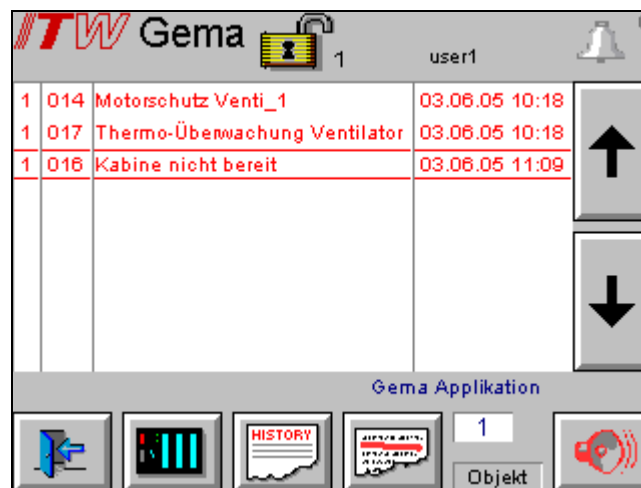 ITW Gema 1 user1
1 014 Motorschutz Venti_1 03.06.05 10:18
1 017 Thermo-Überwachung Ventilator 03.06.05 10:18
1 016 Kabine nicht bereit 03.06.05 11:09
Gema Applikation
HISTORY
1
Objekt